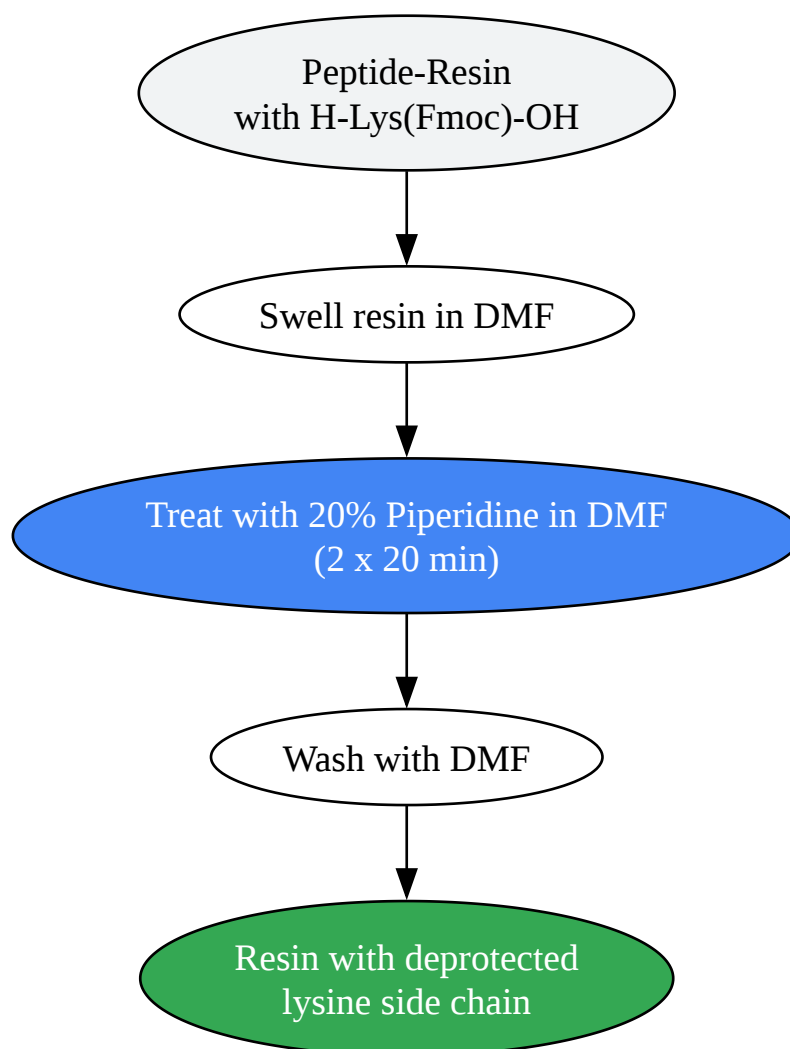 Peptide-Resin
with H-Lys(Fmoc)-OH
Swell resin in DMF
Treat with 20% Piperidine in DMF
(2 x 20 min)
Wash with DMF
Resin with deprotected
lysine side chain